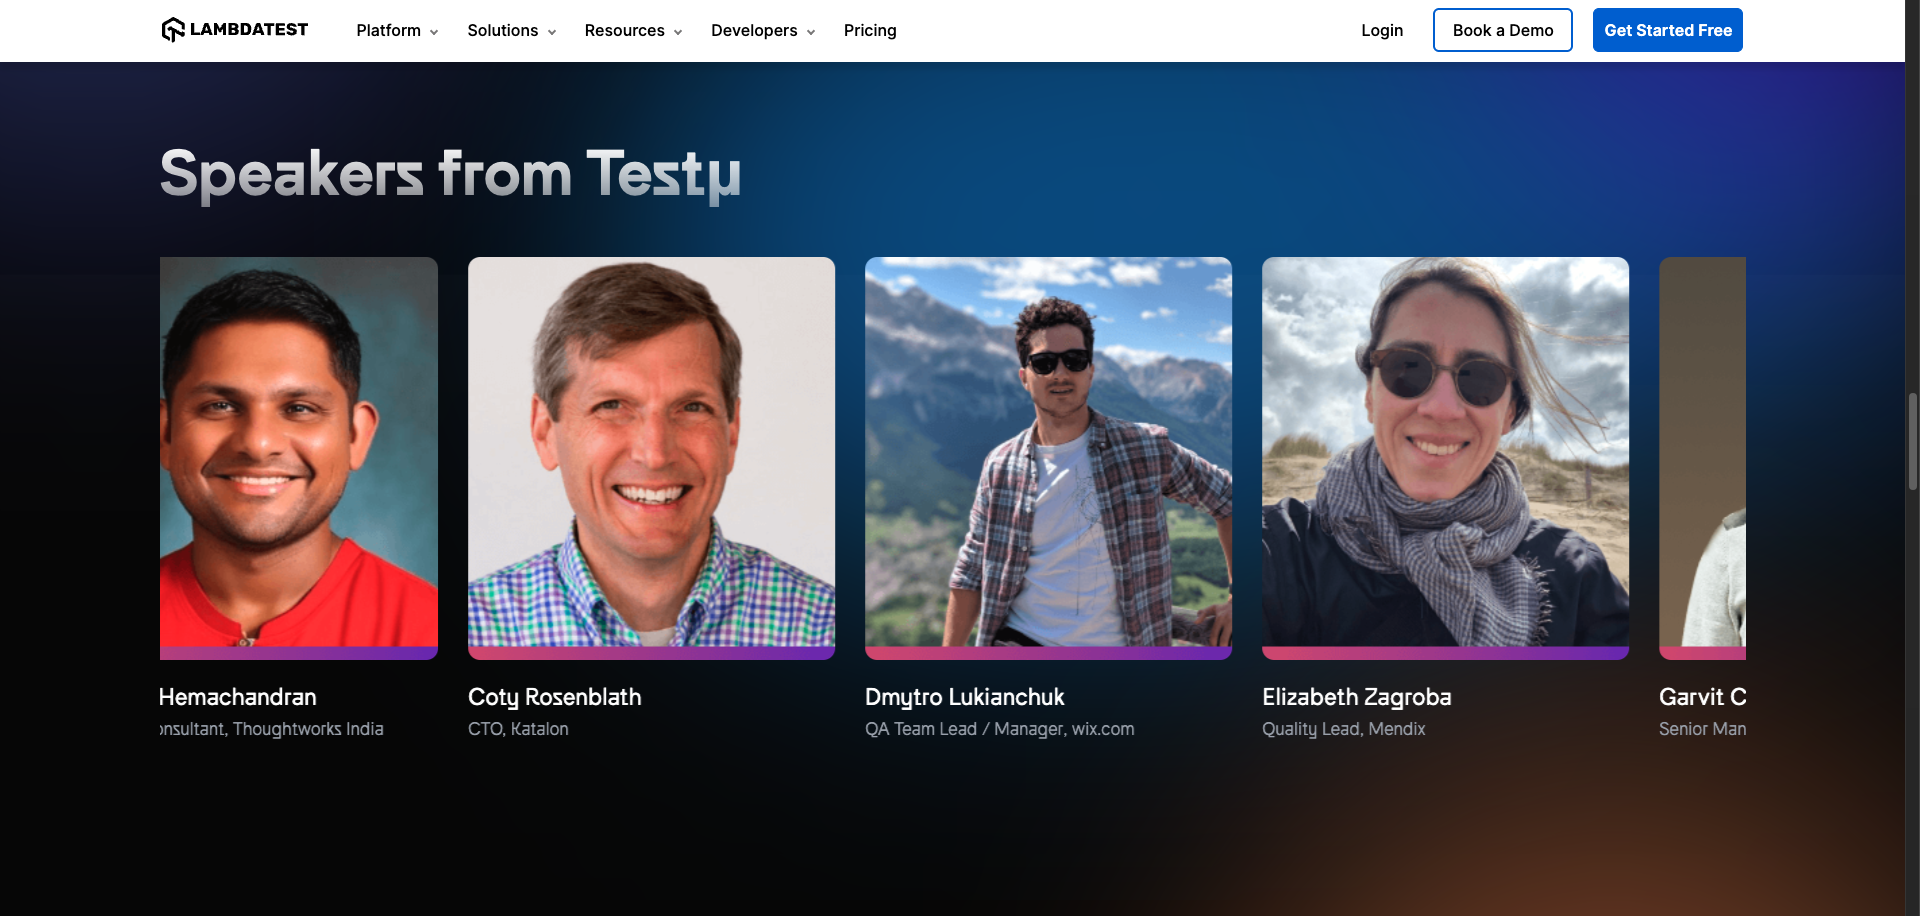 LAMBDATEST
Platform
Solutions
Resources
Developers
Pricing
Login
Book a Demo
Get Started Free
Speakers from Testμ
Hemachandran
onsultant, Thoughtworks India
Coty Rosenblath
CTO, Katalon
Dmytro Lukianchuk
QA Team Lead / Manager, wix.com
Elizabeth Zagroba
Quality Lead, Mendix
Garvit C
Senior Man